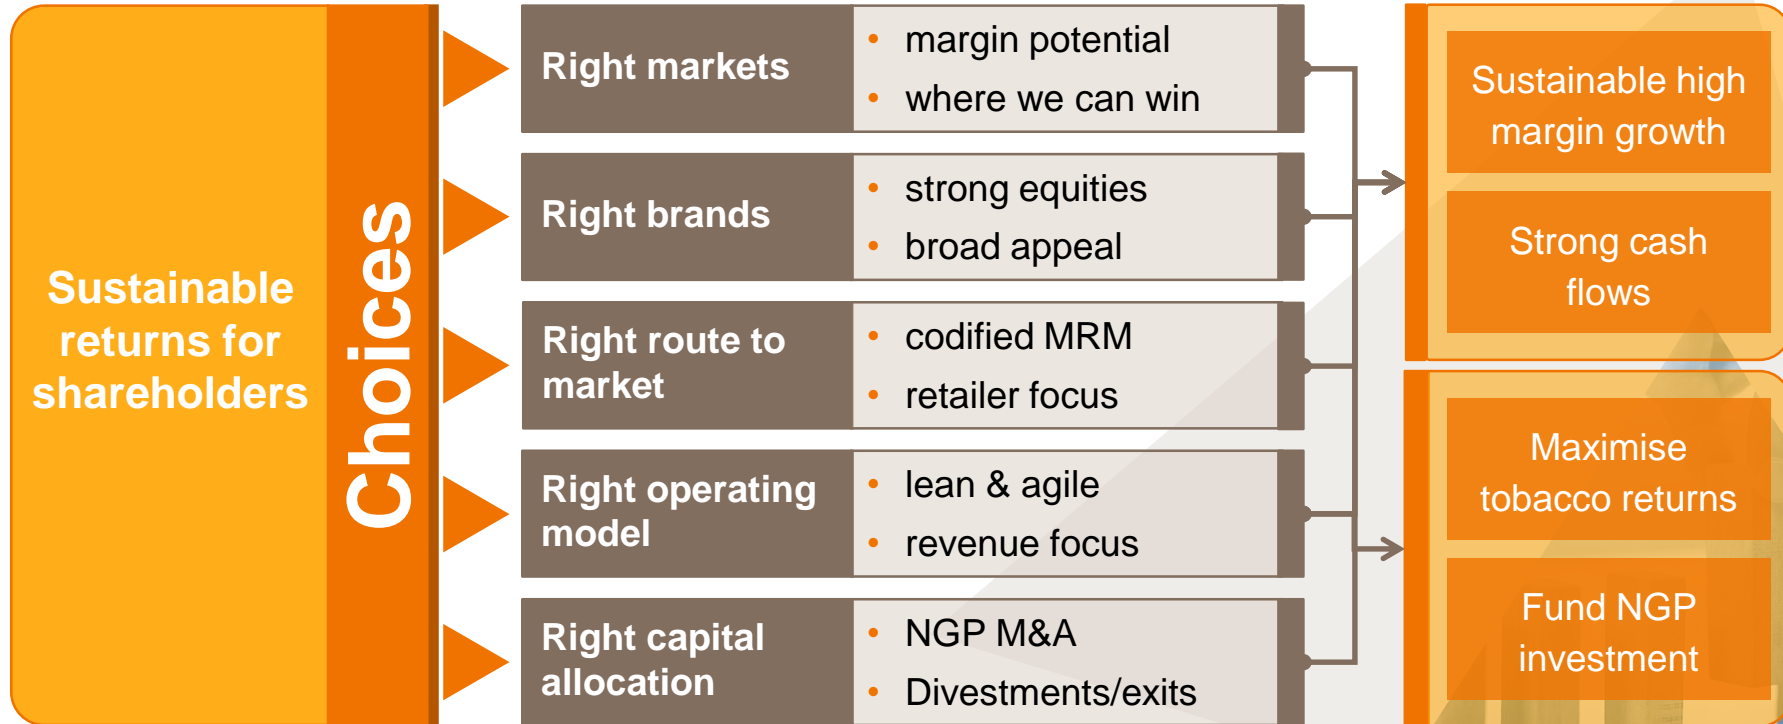 Sustainable
returns for
shareholders
Choices
Right markets
• margin potential
• where we can win
Right brands
• strong equities
• broad appeal
Right route to
market
• codified MRM
• retailer focus
Right operating
model
• lean & agile
• revenue focus
Right capital
allocation
• NGP M&A
• Divestments/exits
Sustainable high
margin growth
Strong cash
flows
Maximise
tobacco returns
Fund NGP
investment